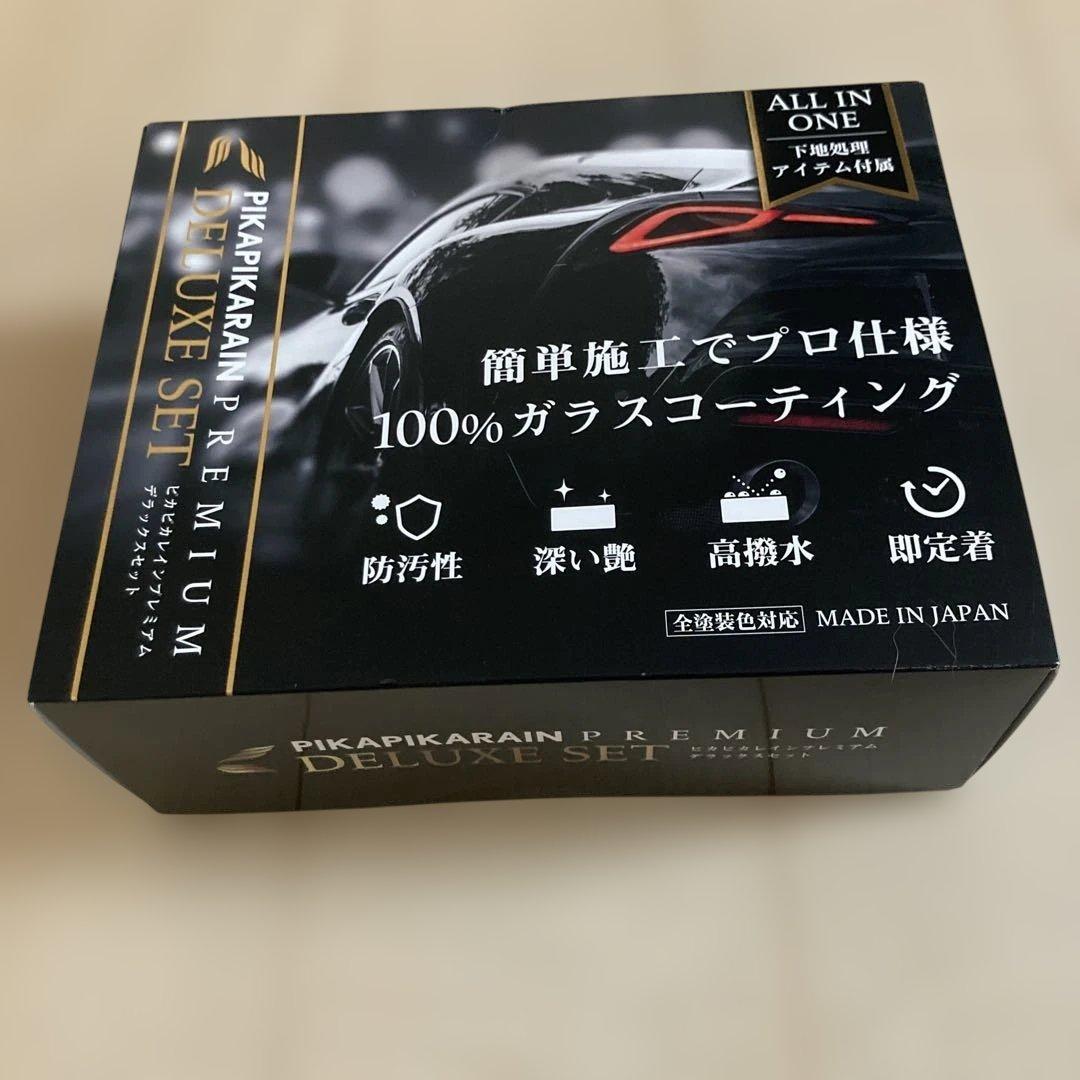 ALL IN
ONE
下地処理
アイテム付属
PIKAPIKARAIN PREMIUM
DELUXE SET
ピカピカレインプレミアム
デラックスセット
簡単施工でプロ仕様
100%ガラスコーティング
防汚性
深い艶
高撥水
即定着
全塗装色対応 MADE IN JAPAN
PIKAPIKARAIN PREMIUM
DELUXE SET
ピカピカレインプレミアム
デラックスセット